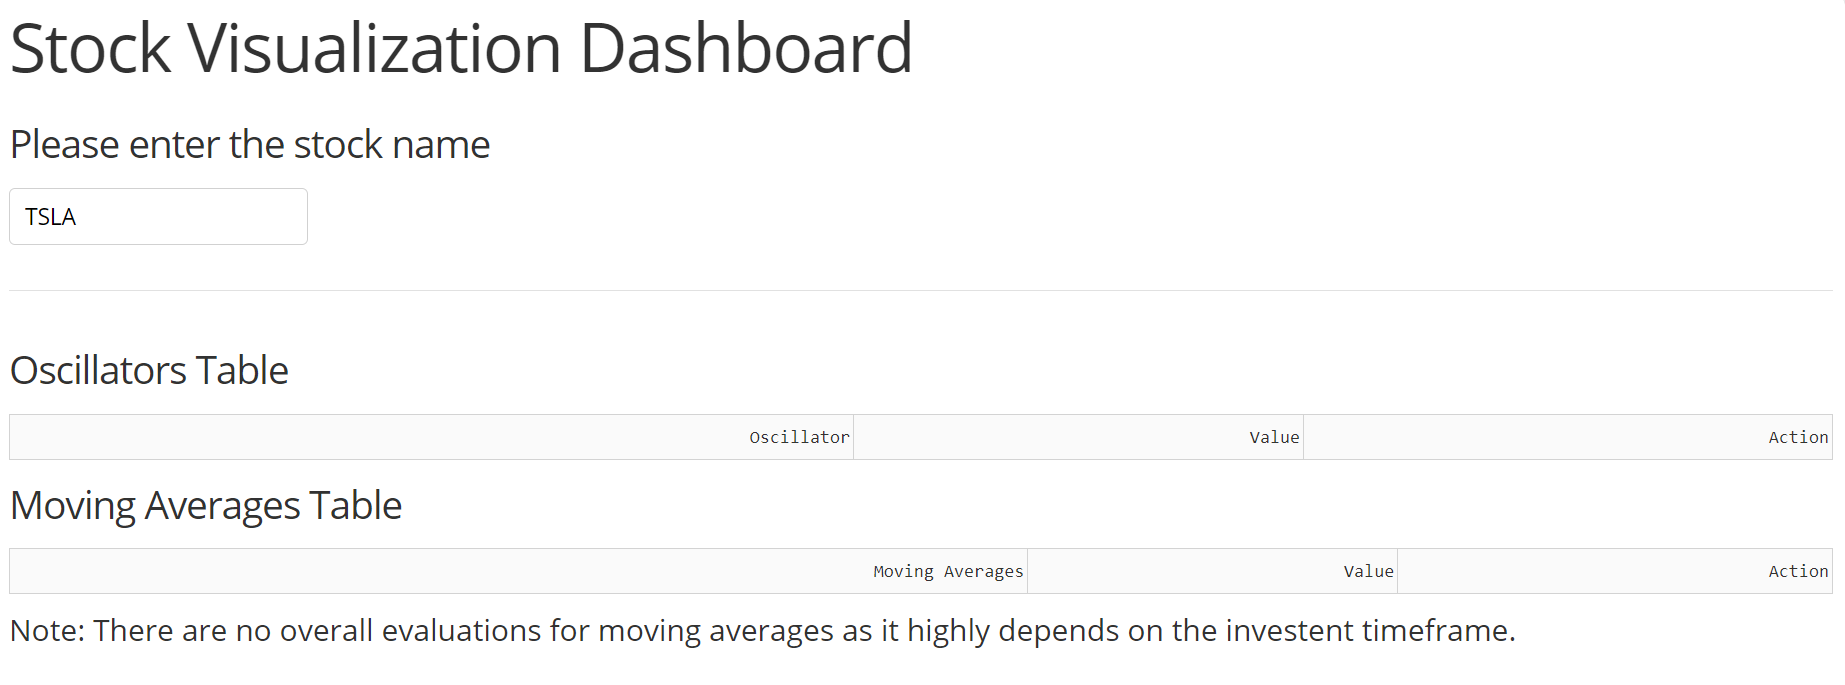 Stock Visualization Dashboard
Please enter the stock name
TSLA
Oscillators Table
Oscillator Value Action
Moving Averages Table
Moving Averages Value Action
Note: There are no overall evaluations for moving averages as it highly depends on the investent timeframe.